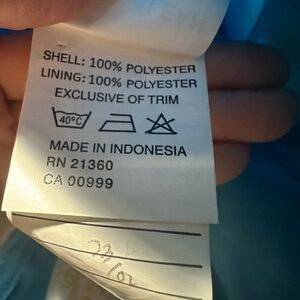 SHELL: 100% POLYESTER
LINING: 100% POLYESTER
EXCLUSIVE OF TRIM
40°C
MADE IN INDONESIA
RN 21360
CA 00999